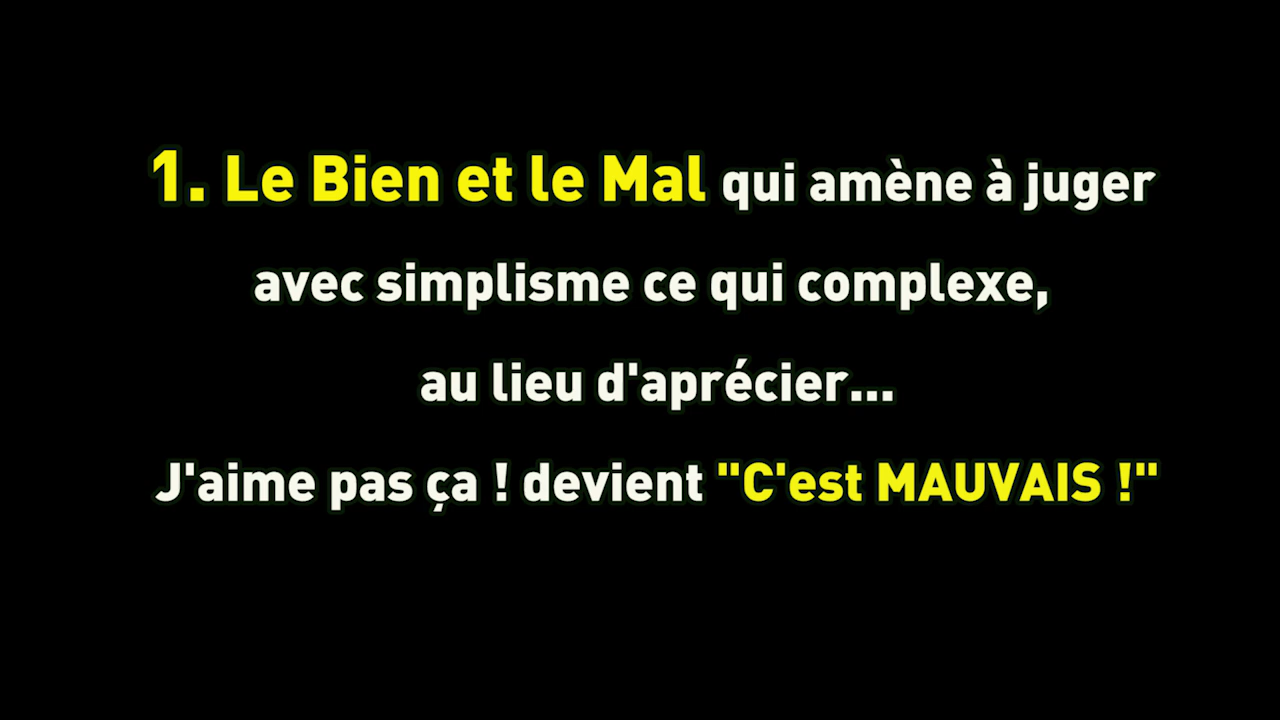 1. Le Bien et le Mal qui amène à juger
avec simplisme ce qui complexe,
au lieu d'aprécier...
J'aime pas ça ! devient "C'est MAUVAIS !"